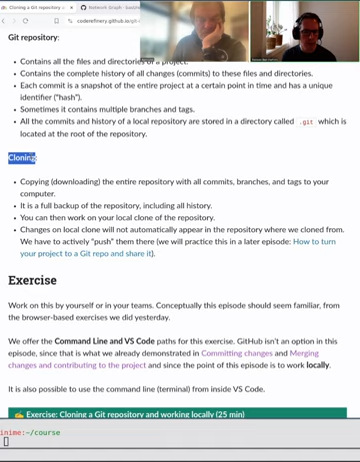 Cloning a Git repository a
Network Graph · 
coderefinery.github.io/git-
Git repository:
• Contains all the files and directories of a project.
• Contains the complete history of all changes (commits) to these files and directories.
• Each commit is a snapshot of the entire project at a certain point in time and has a unique
identifier ("hash").
• Sometimes it contains multiple branches and tags.
• All the commits and history of a local repository are stored in a directory called .git which is
located at the root of the repository.
Cloning:
• Copying (downloading) the entire repository with all commits, branches, and tags to your
computer.
• It is a full backup of the repository, including all history.
• You can then work on your local clone of the repository.
• Changes on local clone will not automatically appear in the repository where we cloned from.
We have to actively "push" them there (we will practice this in a later episode: How to turn
your project to a Git repo and share it).
Exercise
Work on this by yourself or in your teams. Conceptually this episode should seem familiar, from
the browser-based exercises we did yesterday.
We offer the Command Line and VS Code paths for this exercise. GitHub isn't an option in this
episode, since that is what we already demonstrated in Committing changes and Merging
changes and contributing to the project and since the point of this episode is to work locally.
It is also possible to use the command line (terminal) from inside VS Code.
✍ Exercise: Cloning a Git repository and working locally (25 min)
inime:~/course